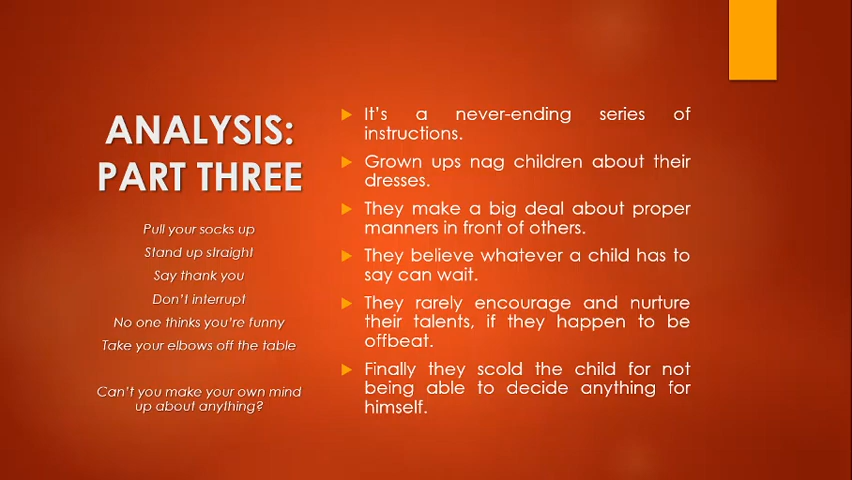 ANALYSIS:
PART THREE
Pull your socks up
Stand up straight
Say thank you
Don't interrupt
No one thinks you're funny
Take your elbows off the table
Can't you make your own mind
up about anything?
It's a never-ending series of
instructions.
Grown ups nag children about their
dresses.
They make a big deal about proper
manners in front of others.
They believe whatever a child has to
say can wait.
They rarely encourage and nurture
their talents, if they happen to be
offbeat.
Finally they scold the child for not
being able to decide anything for
himself.